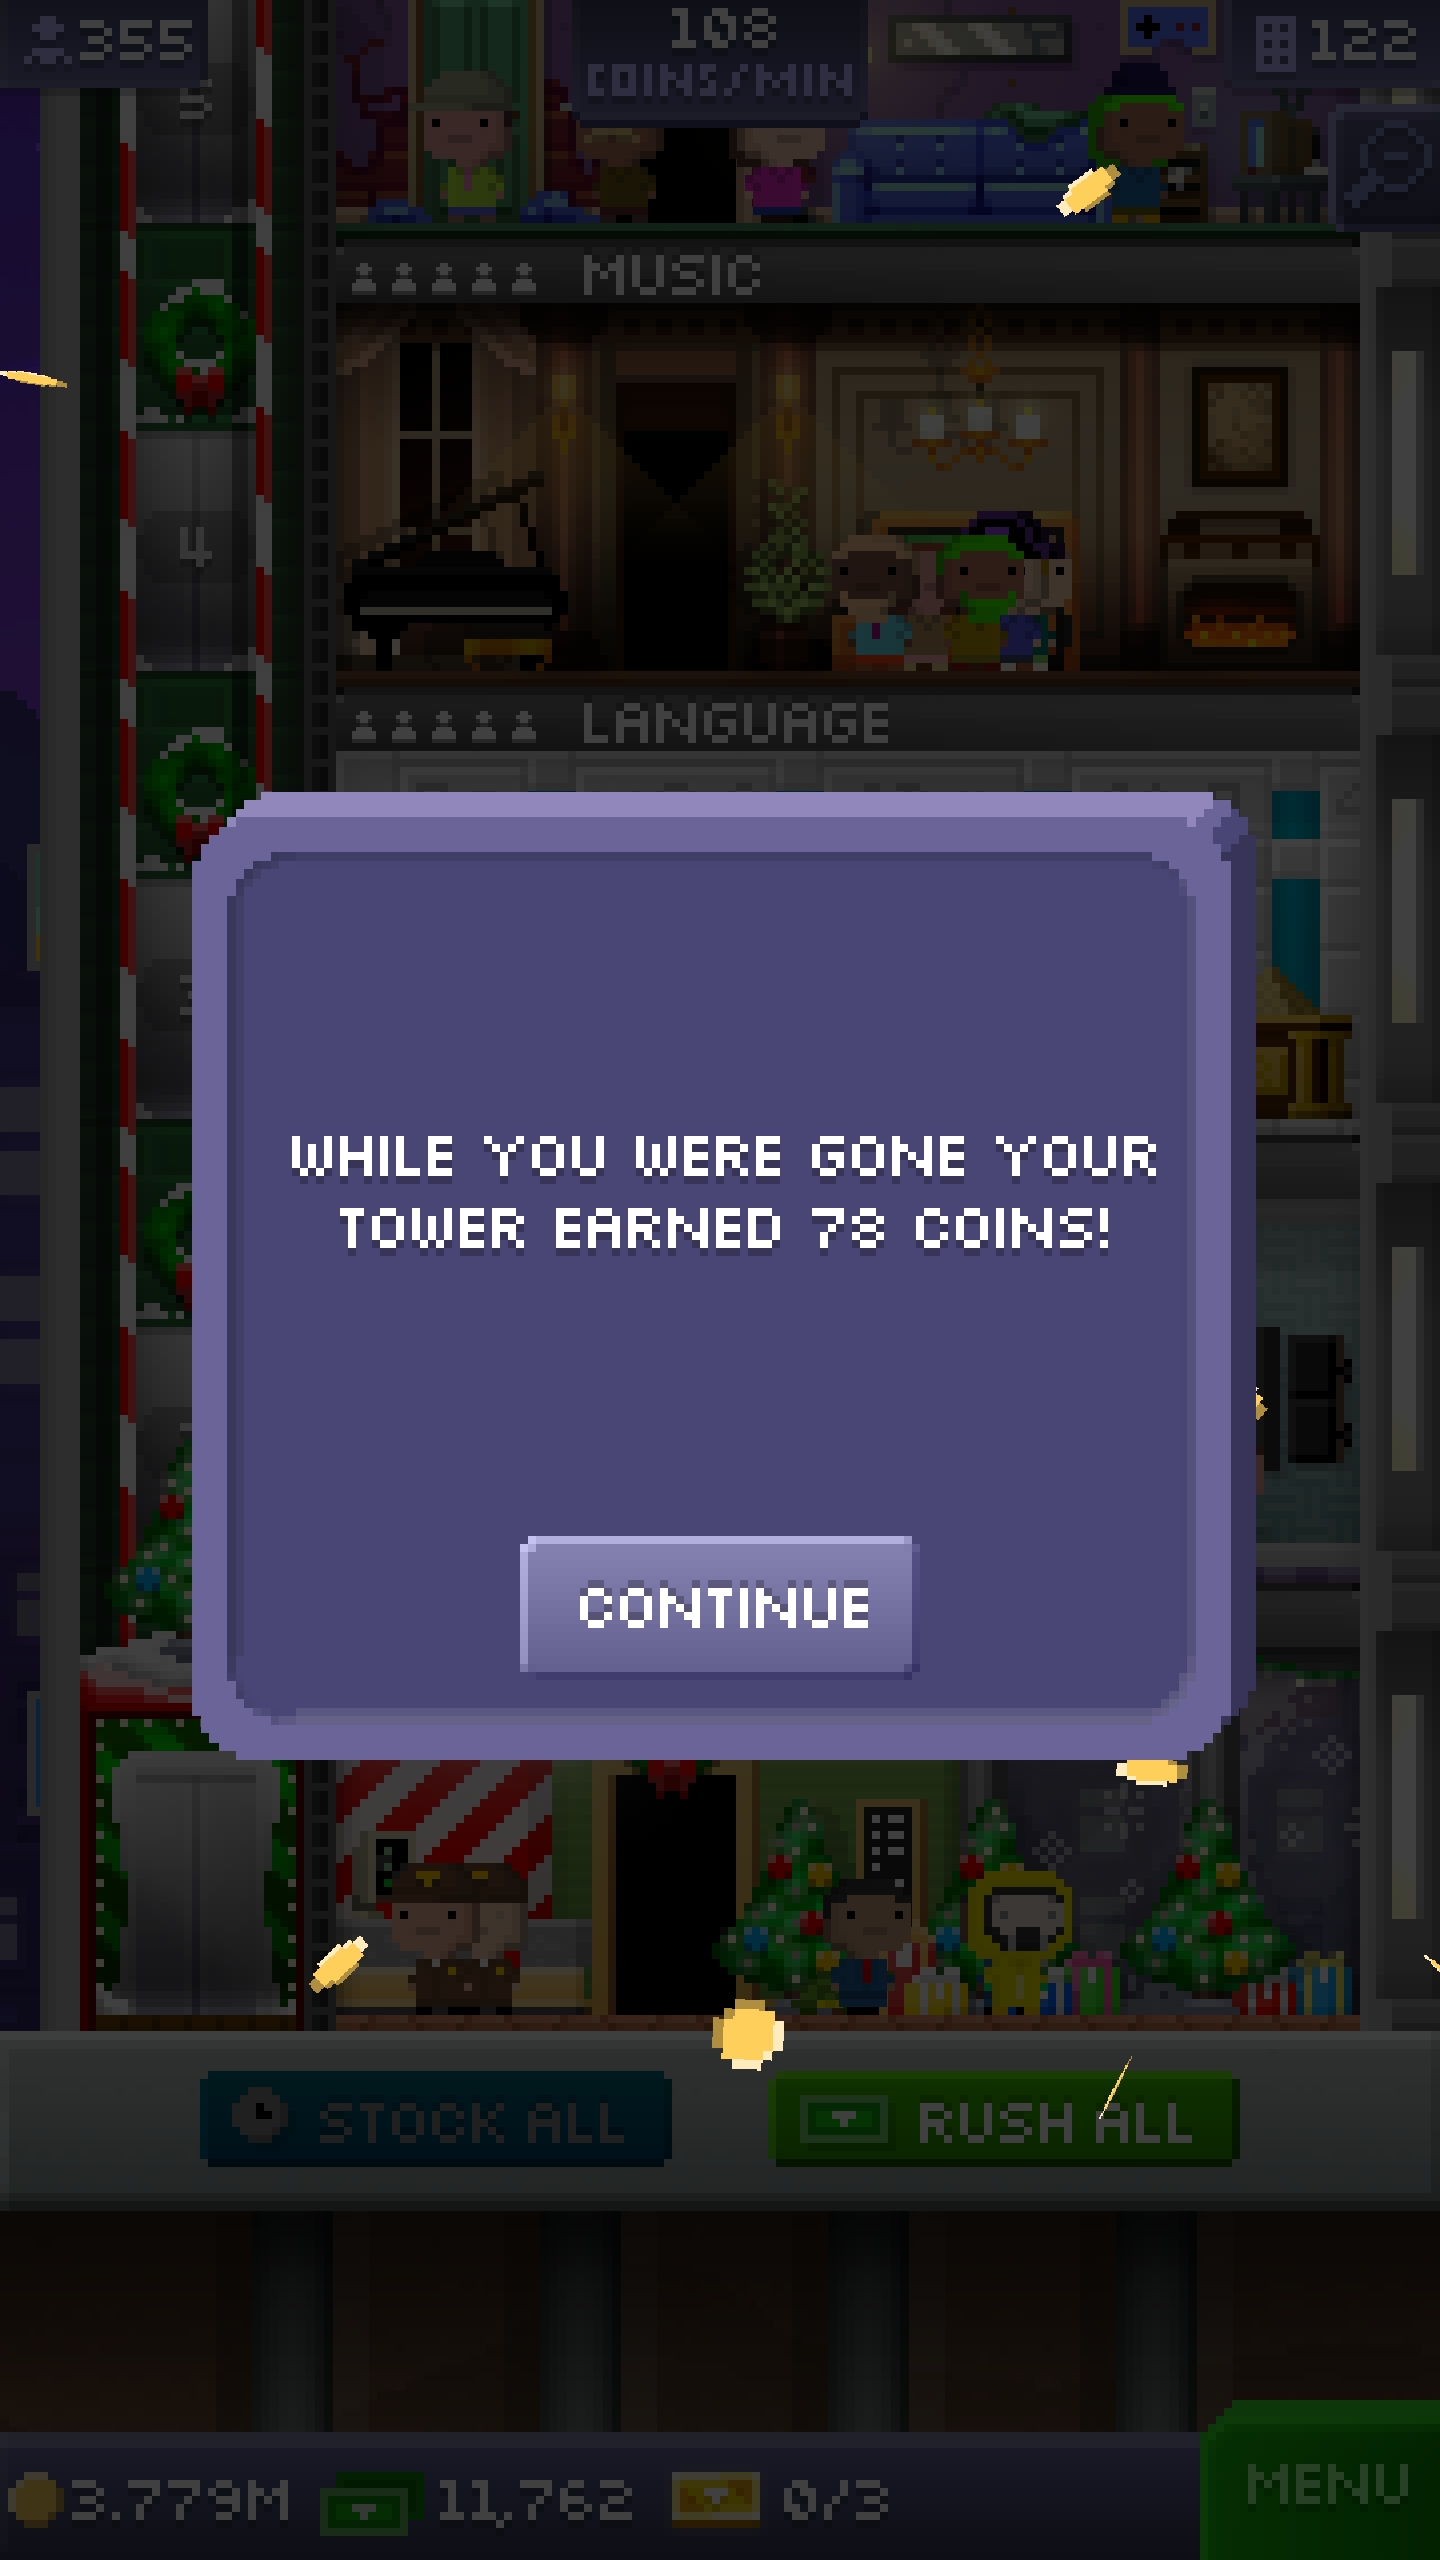 355
108
COINS/MIN
122
5
MUSIC
4
LANGUAGE
WHILE YOU WERE GONE YOUR
TOWER EARNED 78 COINS!
CONTINUE
STOCK ALL
RUSH ALL
3.779M
11,762
0/3
MENU